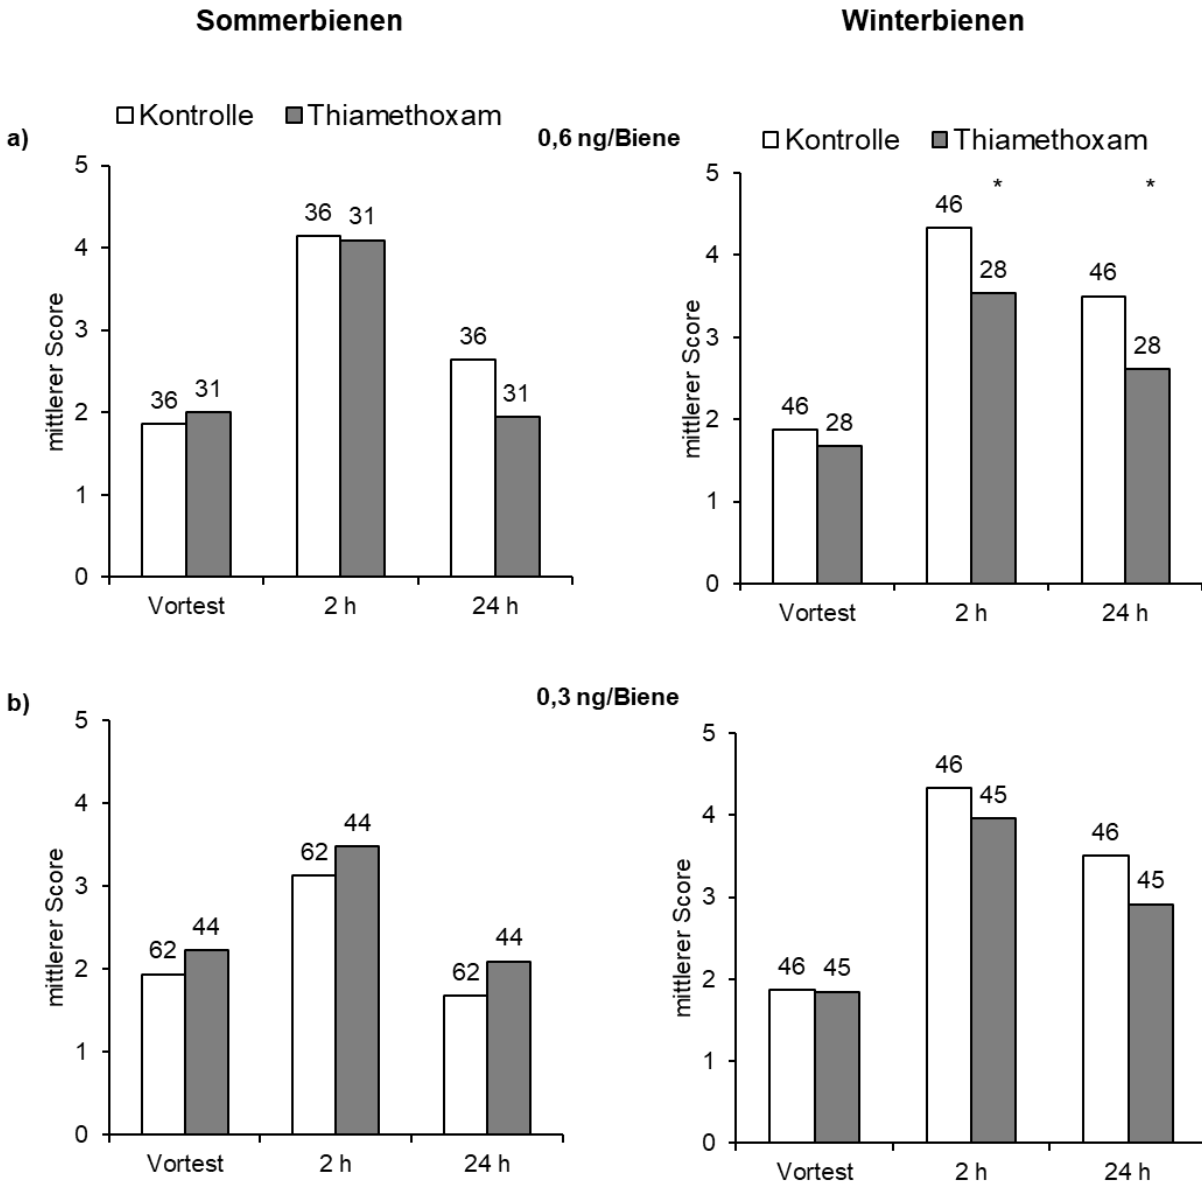 Sommerbienen
Winterbienen
a)
0,6 ng/Biene
Kontrolle Thiamethoxam
mittlerer Score
5
4
3
2
1
0
36 31
36 31
36 31
Vortest 2 h 24 h
Kontrolle Thiamethoxam
mittlerer Score
5
4
3
2
1
0
* *
46 28
46 28
46 28
Vortest 2 h 24 h
b)
0,3 ng/Biene
mittlerer Score
5
4
3
2
1
0
62 44
62 44
62 44
Vortest 2 h 24 h
mittlerer Score
5
4
3
2
1
0
46 45
46 45
46 45
Vortest 2 h 24 h